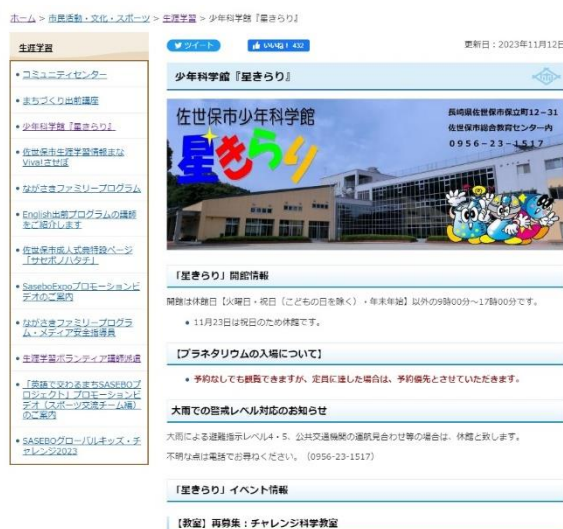 ホーム > 市民活動・文化・スポーツ > 生涯学習 > 少年科学館『星きらり』
生涯学習
コミュニティセンター
まちづくり出前講座
少年科学館『星きらり』
佐世保市生涯学習情報まな
Viva!させぼ
ながさきファミリープログラム
English出前プログラムの講師
をご紹介します
佐世保市成人式典特設ページ
「サセボノハタチ」
SaseboExpoプロモーションビ
デオのご案内
ながさきファミリープログラ
ム・メディア安全指導員
生涯学習ボランティア講師派遣
「英語で交わるまちSASEBOプ
ロジェクト」プロモーションビ
デオ（スポーツ交流チーム編）
のご案内
SASEBOグローバルキッズ・チ
ャレンジ2023
ツイート
いいね！ 432
更新日：2023年11月12日
少年科学館『星きらり』
佐世保市少年科学館
星きらり
長崎県佐世保市保立町12－31
佐世保市総合教育センター内
0956－23－1517
「星きらり」開館情報
開館は休館日【火曜日・祝日（こどもの日を除く）・年末年始】以外の9時00分～17時00分です。
11月23日は祝日のため休館です。
【プラネタリウムの入場について】
予約なしでも観覧できますが、定員に達した場合は、予約優先とさせていただきます。
大雨での警戒レベル対応のお知らせ
大雨による避難指示レベル4・5、公共交通機関の運航見合わせ等の場合は、休館と致します。
不明な点は電話でお尋ねください。（0956-23-1517）
「星きらり」イベント情報
【教室】再募集：チャレンジ科学教室